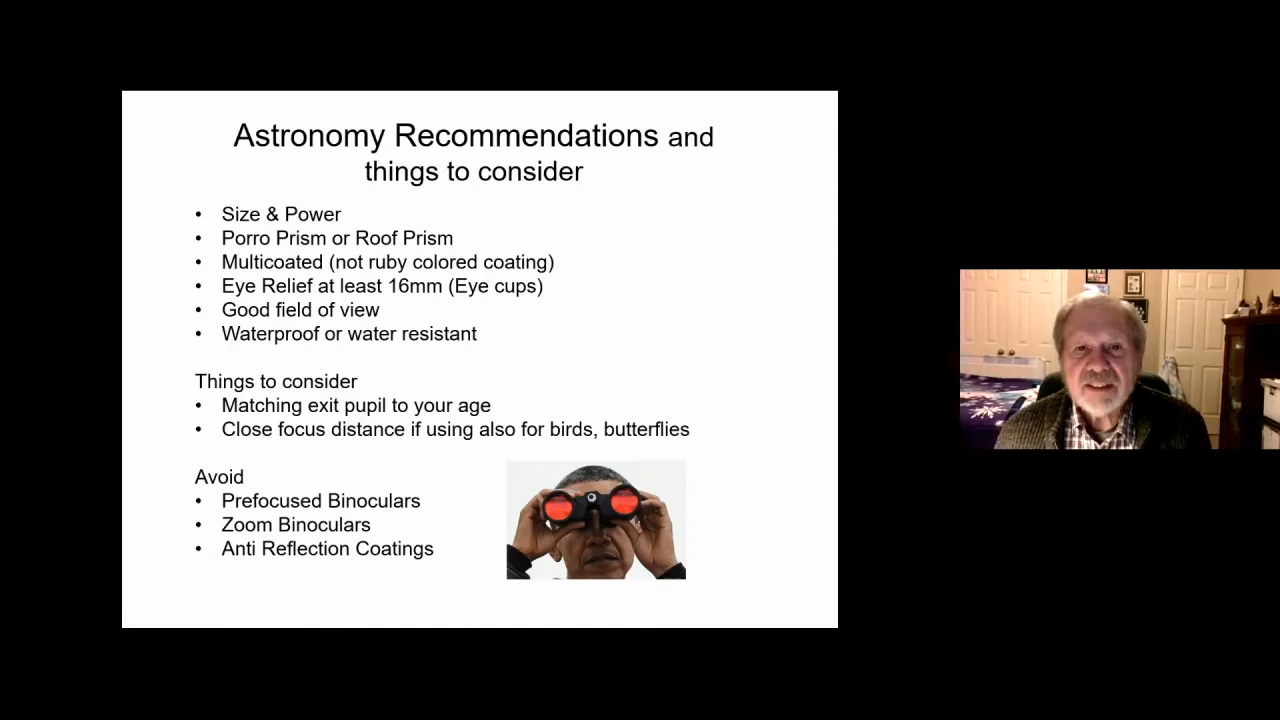 Astronomy Recommendations and
things to consider
• Size & Power
• Porro Prism or Roof Prism
• Multicoated (not ruby colored coating)
• Eye Relief at least 16mm (Eye cups)
• Good field of view
• Waterproof or water resistant
Things to consider
• Matching exit pupil to your age
• Close focus distance if using also for birds, butterflies
Avoid
• Prefocused Binoculars
• Zoom Binoculars
• Anti Reflection Coatings